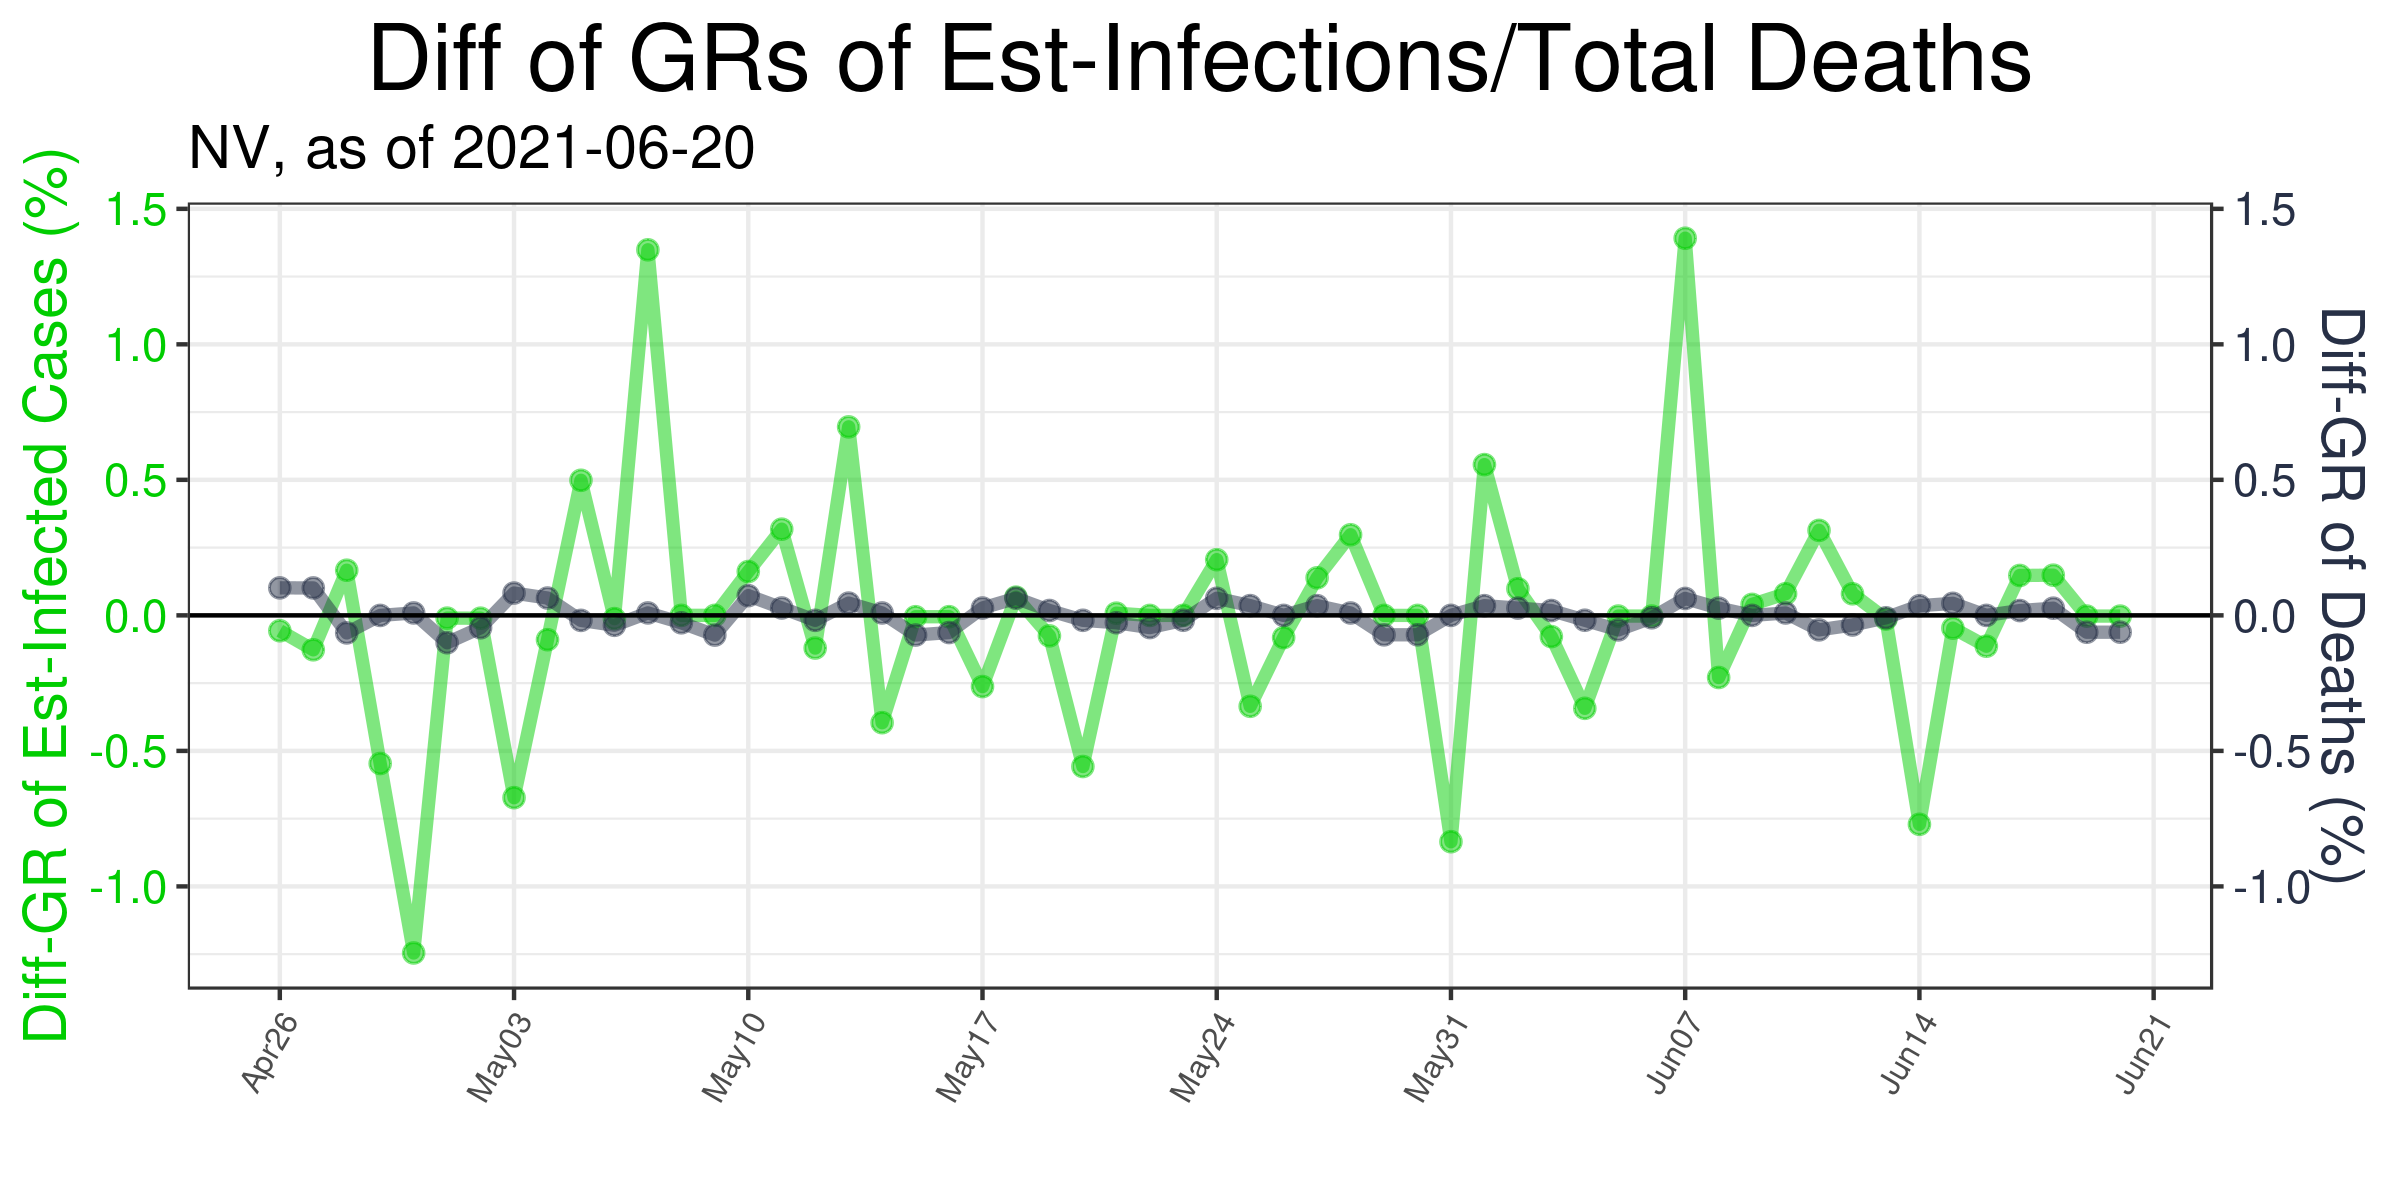 Diff of GRs of Est-Infections/Total Deaths
NV, as of 2021-06-20
Diff-GR of Est-Infected Cases (%)
1.5
1.0
0.5
0.0
-0.5
-1.0
1.5
1.0
0.5
0.0
-0.5
-1.0
Diff-GR of Deaths (%)
Apr26
May03
May10
May17
May24
May31
Jun07
Jun14
Jun21